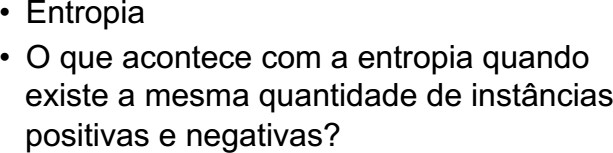 • Entropia
• O que acontece com a entropia quando
existe a mesma quantidade de instâncias
positivas e negativas?